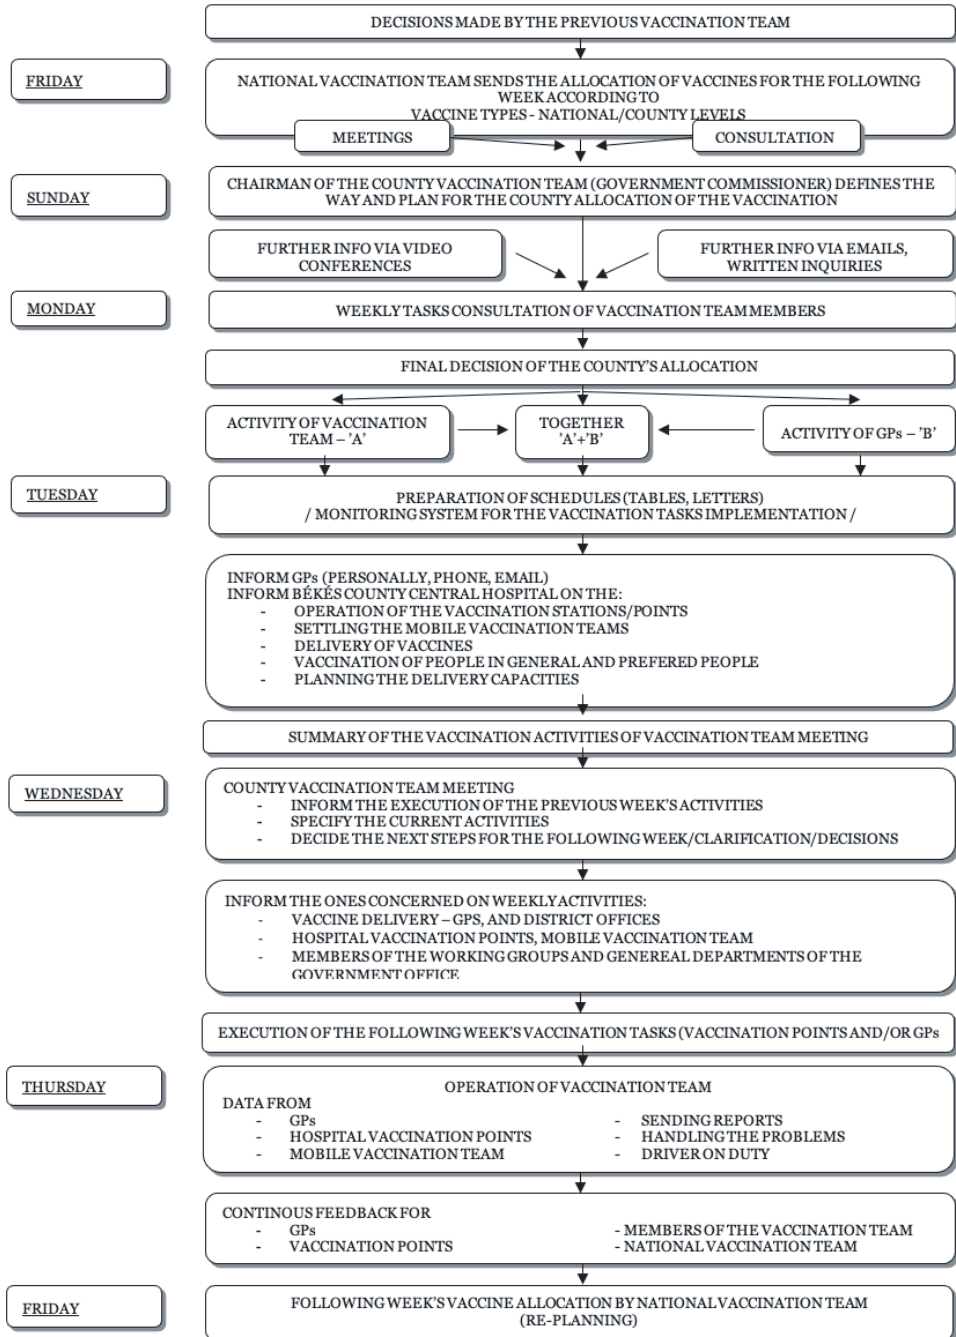 DECISIONS MADE BY THE PREVIOUS VACCINATION TEAM
FRIDAY
NATIONAL VACCINATION TEAM SENDS THE ALLOCATION OF VACCINES FOR THE FOLLOWING
WEEK ACCORDING TO
VACCINE TYPES - NATIONAL/COUNTY LEVELS
MEETINGS
CONSULTATION
SUNDAY
CHAIRMAN OF THE COUNTY VACCINATION TEAM (GOVERNMENT COMMISSIONER) DEFINES THE
WAY AND PLAN FOR THE COUNTY ALLOCATION OF THE VACCINATION
FURTHER INFO VIA VIDEO
CONFERENCES
FURTHER INFO VIA EMAILS,
WRITTEN INQUIRIES
MONDAY
WEEKLY TASKS CONSULTATION OF VACCINATION TEAM MEMBERS
FINAL DECISION OF THE COUNTY'S ALLOCATION
ACTIVITY OF VACCINATION
TEAM – 'A'
TOGETHER
'A'+'B'
ACTIVITY OF GPs – 'B'
TUESDAY
PREPARATION OF SCHEDULES (TABLES, LETTERS)
/ MONITORING SYSTEM FOR THE VACCINATION TASKS IMPLEMENTATION /
INFORM GPs (PERSONALLY, PHONE, EMAIL)
INFORM BÉKÉS COUNTY CENTRAL HOSPITAL ON THE:
- OPERATION OF THE VACCINATION STATIONS/POINTS
- SETTLING THE MOBILE VACCINATION TEAMS
- DELIVERY OF VACCINES
- VACCINATION OF PEOPLE IN GENERAL AND PREFERED PEOPLE
- PLANNING THE DELIVERY CAPACITIES
SUMMARY OF THE VACCINATION ACTIVITIES OF VACCINATION TEAM MEETING
WEDNESDAY
COUNTY VACCINATION TEAM MEETING
- INFORM THE EXECUTION OF THE PREVIOUS WEEK'S ACTIVITIES
- SPECIFY THE CURRENT ACTIVITIES
- DECIDE THE NEXT STEPS FOR THE FOLLOWING WEEK/CLARIFICATION/DECISIONS
INFORM THE ONES CONCERNED ON WEEKLY ACTIVITIES:
- VACCINE DELIVERY – GPS, AND DISTRICT OFFICES
- HOSPITAL VACCINATION POINTS, MOBILE VACCINATION TEAM
- MEMBERS OF THE WORKING GROUPS AND GENEREAL DEPARTMENTS OF THE
GOVERNMENT OFFICE
EXECUTION OF THE FOLLOWING WEEK'S VACCINATION TASKS (VACCINATION POINTS AND/OR GPs
THURSDAY
OPERATION OF VACCINATION TEAM
DATA FROM
- GPs
- HOSPITAL VACCINATION POINTS
- MOBILE VACCINATION TEAM
- SENDING REPORTS
- HANDLING THE PROBLEMS
- DRIVER ON DUTY
CONTINOUS FEEDBACK FOR
- GPs
- VACCINATION POINTS
- MEMBERS OF THE VACCINATION TEAM
- NATIONAL VACCINATION TEAM
FRIDAY
FOLLOWING WEEK'S VACCINE ALLOCATION BY NATIONAL VACCINATION TEAM
(RE-PLANNING)